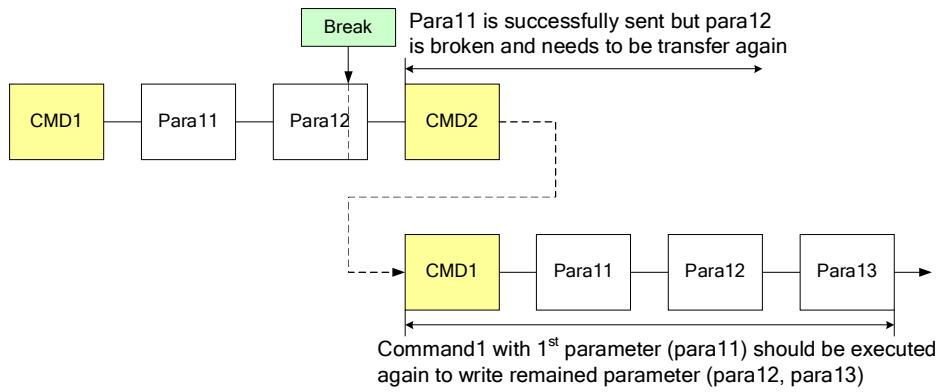 Break
Para11 is successfully sent but para12
is broken and needs to be transfer again
CMD1
Para11
Para12
CMD2
CMD1
Para11
Para12
Para13
Command1 with 1st parameter (para11) should be executed
again to write remained parameter (para12, para13)